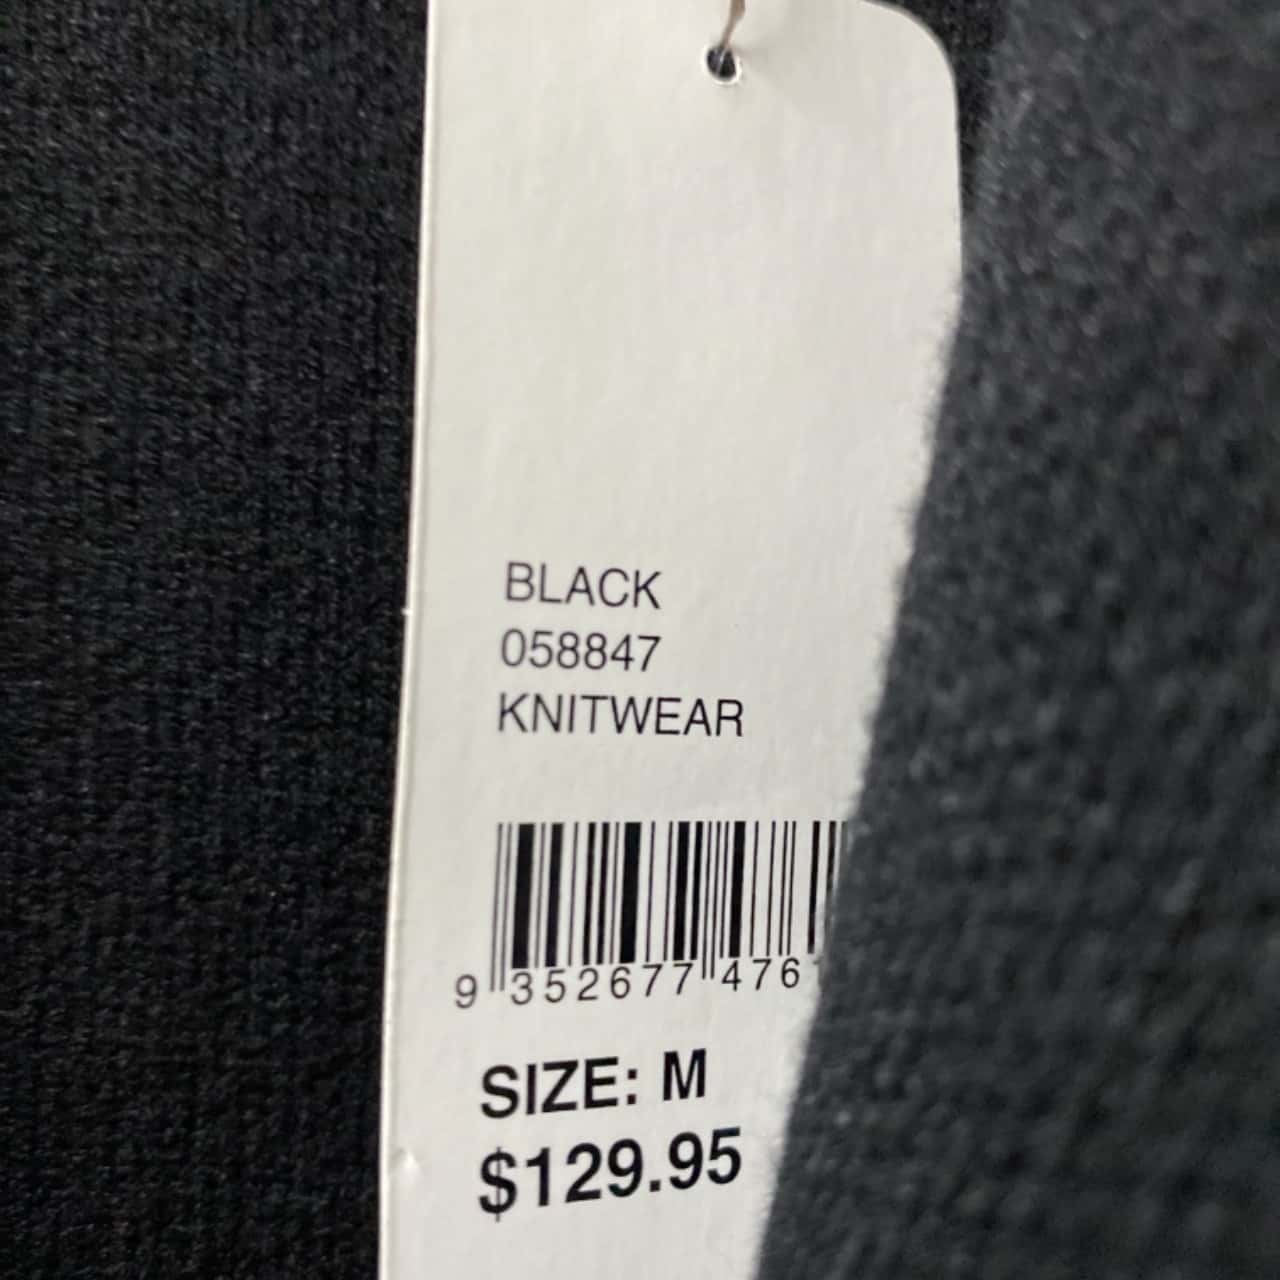 BLACK
058847
KNITWEAR
9 352677 476
SIZE: M
$129.95